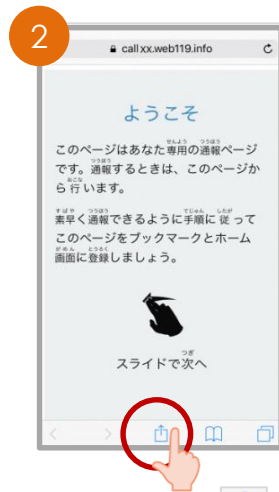 2
callxx.web119.info
ようこそ
このページはあなた専用の通報ページ
です。通報するときは、このページか
ら行います。
素早く通報できるように手順に従って
このページをブックマークとホーム
画面に登録しましょう。
スライドで次へ